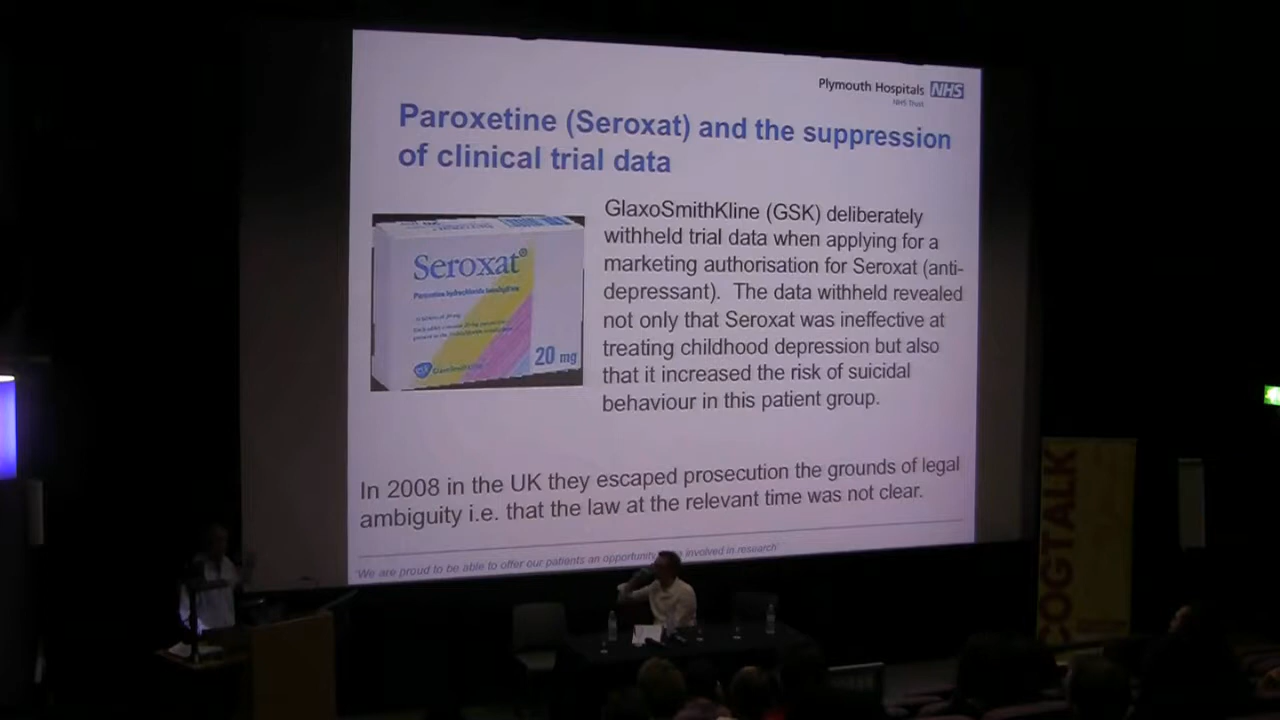 Plymouth Hospitals NHS
NHS Trust
Paroxetine (Seroxat) and the suppression
of clinical trial data
GlaxoSmithKline (GSK) deliberately
withheld trial data when applying for a
marketing authorisation for Seroxat (anti-
depressant). The data withheld revealed
not only that Seroxat was ineffective at
treating childhood depression but also
that it increased the risk of suicidal
behaviour in this patient group.
Seroxat®
20 mg
GlaxoSmithKline
In 2008 in the UK they escaped prosecution the grounds of legal
ambiguity i.e. that the law at the relevant time was not clear.
'We are proud to be able to offer our patients an opportunity involved in research'
COGTALK